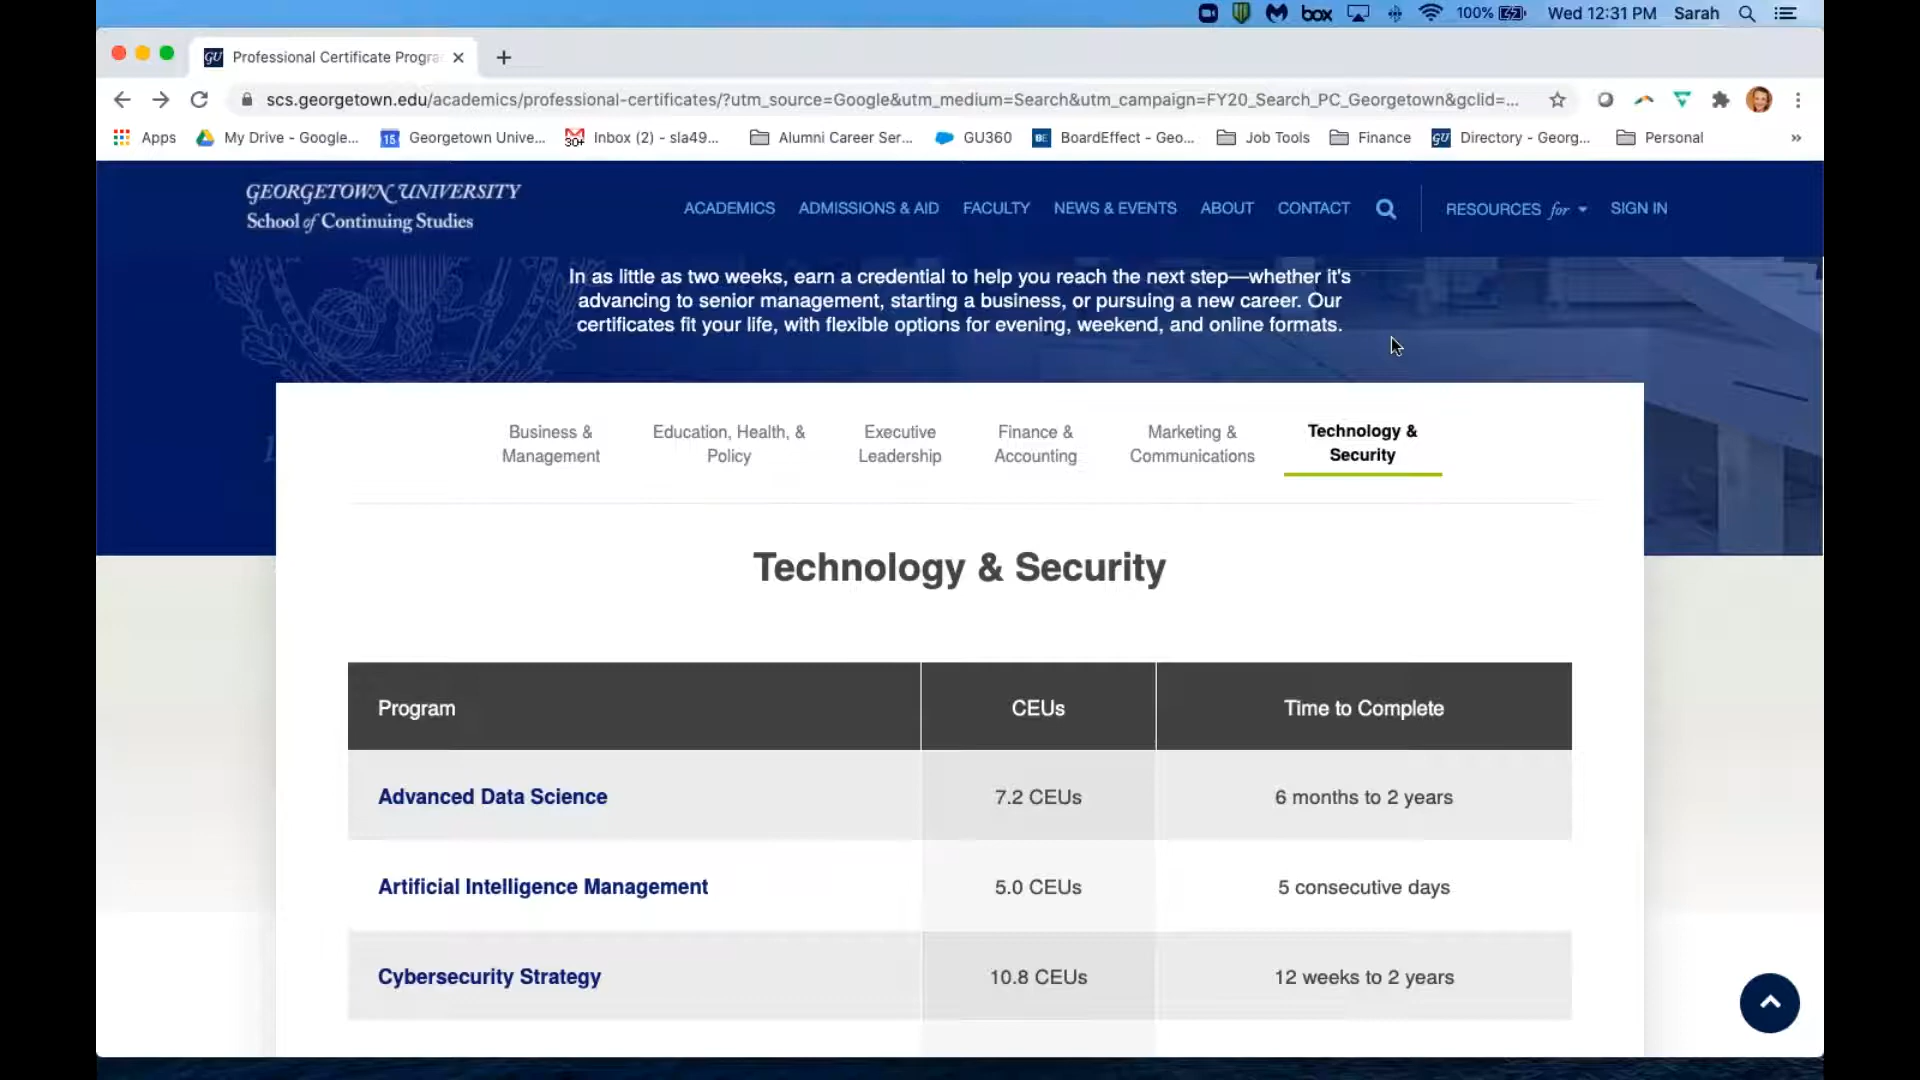 box 100% Wed 12:31 PM Sarah
GU Professional Certificate Progra
scs.georgetown.edu/academics/professional-certificates/?utm_source=Google&utm_medium=Search&utm_campaign=FY20_Search_PC_Georgetown&gclid=...
Apps My Drive - Google... 15 Georgetown Unive... 30+ Inbox (2) - sla49... Alumni Career Ser... GU360 BE BoardEffect - Geo... Job Tools Finance GU Directory - Georg... Personal »
GEORGETOWN UNIVERSITY
School of Continuing Studies
ACADEMICS ADMISSIONS & AID FACULTY NEWS & EVENTS ABOUT CONTACT RESOURCES for SIGN IN
In as little as two weeks, earn a credential to help you reach the next step—whether it's
advancing to senior management, starting a business, or pursuing a new career. Our
certificates fit your life, with flexible options for evening, weekend, and online formats.
Business &
Management
Education, Health, &
Policy
Executive
Leadership
Finance &
Accounting
Marketing &
Communications
Technology &
Security
Technology & Security
Program CEUs Time to Complete
Advanced Data Science 7.2 CEUs 6 months to 2 years
Artificial Intelligence Management 5.0 CEUs 5 consecutive days
Cybersecurity Strategy 10.8 CEUs 12 weeks to 2 years